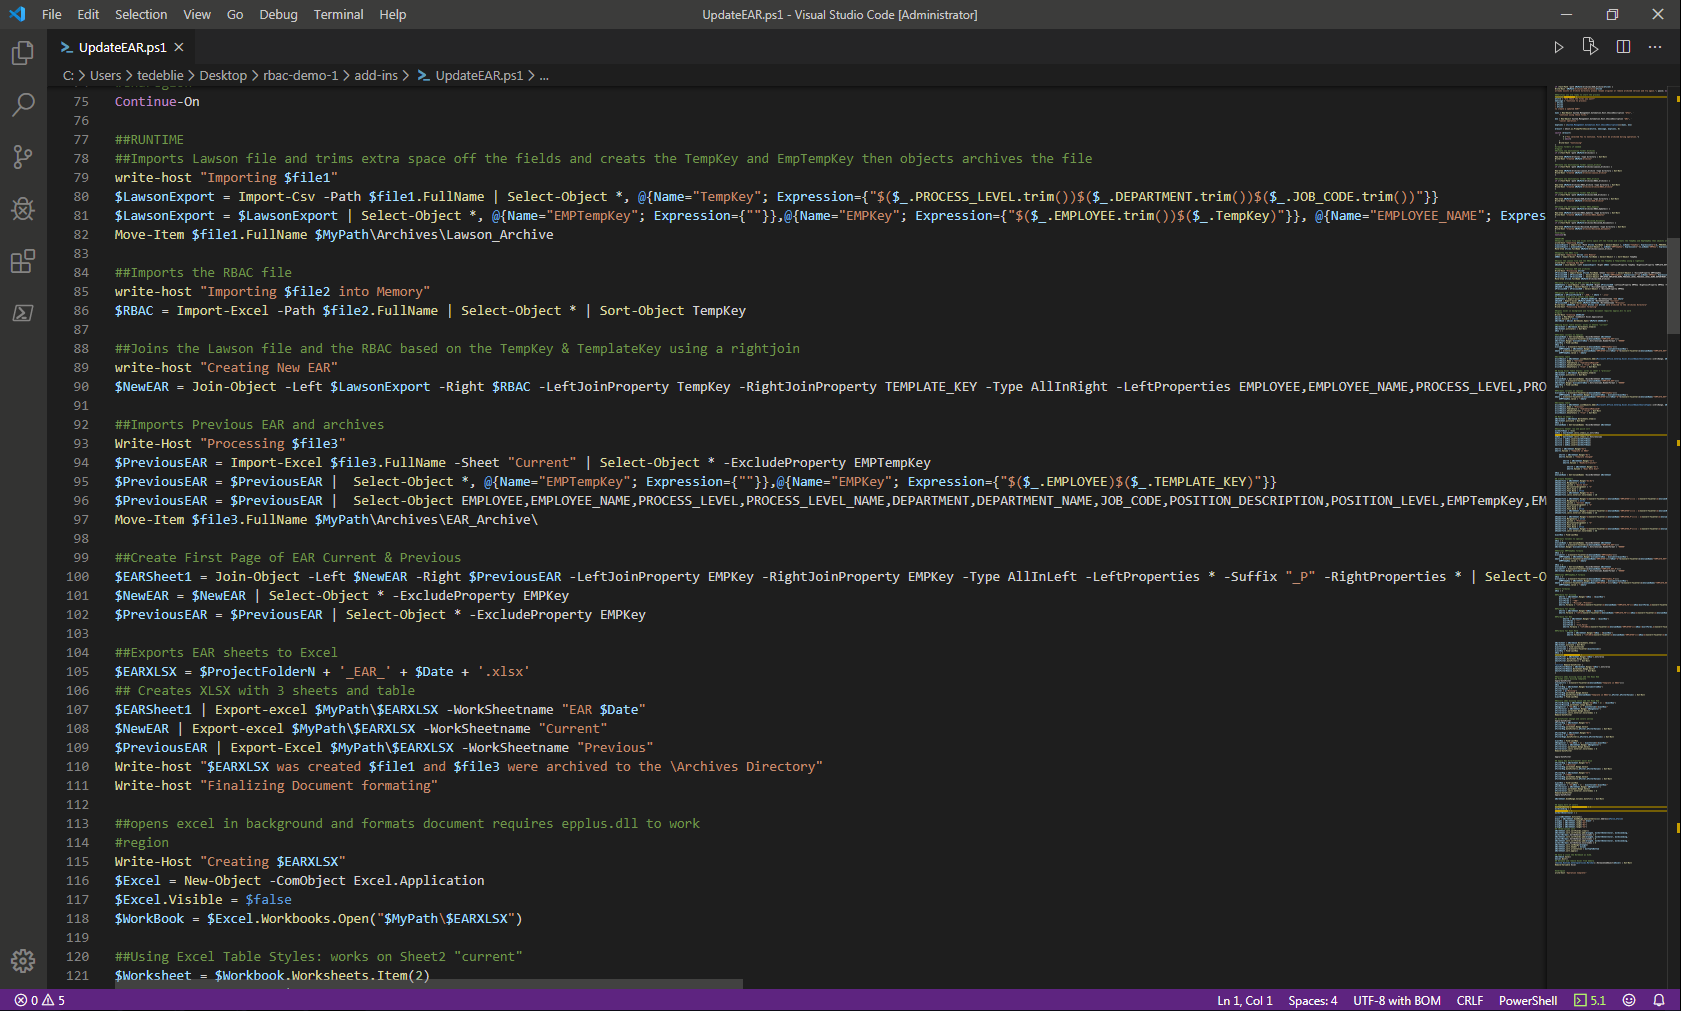 File Edit Selection View Go Debug Terminal Help
UpdateEAR.ps1 - Visual Studio Code [Administrator]
UpdateEAR.ps1
C: > Users > tedeblie > Desktop > rbac-demo-1 > add-ins > UpdateEAR.ps1 > ...
75 Continue-On
76
77 ##RUNTIME
78 ##Imports Lawson file and trims extra space off the fields and creats the TempKey and EmpTempKey then objects archives the file
79 write-host "Importing $file1"
80 $LawsonExport = Import-Csv -Path $file1.FullName | Select-Object *, @{Name="TempKey"; Expression={"$($_.PROCESS_LEVEL.trim())$($_.DEPARTMENT.trim())$($_.JOB_CODE.trim())"}}
81 $LawsonExport = $LawsonExport | Select-Object *, @{Name="EMPTempKey"; Expression={""}},@{Name="EMPKey"; Expression={"$($_.EMPLOYEE.trim())$($_.TempKey)"}}, @{Name="EMPLOYEE_NAME"; Expres
82 Move-Item $file1.FullName $MyPath\Archives\Lawson_Archive
83
84 ##Imports the RBAC file
85 write-host "Importing $file2 into Memory"
86 $RBAC = Import-Excel -Path $file2.FullName | Select-Object * | Sort-Object TempKey
87
88 ##Joins the Lawson file and the RBAC based on the TempKey & TemplateKey using a rightjoin
89 write-host "Creating New EAR"
90 $NewEAR = Join-Object -Left $LawsonExport -Right $RBAC -LeftJoinProperty TempKey -RightJoinProperty TEMPLATE_KEY -Type AllInRight -LeftProperties EMPLOYEE,EMPLOYEE_NAME,PROCESS_LEVEL,PRO
91
92 ##Imports Previous EAR and archives
93 Write-Host "Processing $file3"
94 $PreviousEAR = Import-Excel $file3.FullName -Sheet "Current" | Select-Object * -ExcludeProperty EMPTempKey
95 $PreviousEAR = $PreviousEAR |  Select-Object *, @{Name="EMPTempKey"; Expression={""}},@{Name="EMPKey"; Expression={"$($_.EMPLOYEE)$($_.TEMPLATE_KEY)"}}
96 $PreviousEAR = $PreviousEAR |  Select-Object EMPLOYEE,EMPLOYEE_NAME,PROCESS_LEVEL,PROCESS_LEVEL_NAME,DEPARTMENT,DEPARTMENT_NAME,JOB_CODE,POSITION_DESCRIPTION,POSITION_LEVEL,EMPTempKey,EM
97 Move-Item $file3.FullName $MyPath\Archives\EAR_Archive\
98
99 ##Create First Page of EAR Current & Previous
100 $EARSheet1 = Join-Object -Left $NewEAR -Right $PreviousEAR -LeftJoinProperty EMPKey -RightJoinProperty EMPKey -Type AllInLeft -LeftProperties * -Suffix "_P" -RightProperties * | Select-O
101 $NewEAR = $NewEAR | Select-Object * -ExcludeProperty EMPKey
102 $PreviousEAR = $PreviousEAR | Select-Object * -ExcludeProperty EMPKey
103
104 ##Exports EAR sheets to Excel
105 $EARXLSX = $ProjectFolderN + '_EAR_' + $Date + '.xlsx'
106 ## Creates XLSX with 3 sheets and table
107 $EARSheet1 | Export-excel $MyPath\$EARXLSX -WorkSheetname "EAR $Date"
108 $NewEAR | Export-excel $MyPath\$EARXLSX -WorkSheetname "Current"
109 $PreviousEAR | Export-Excel $MyPath\$EARXLSX -WorkSheetname "Previous"
110 Write-host "$EARXLSX was created $file1 and $file3 were archived to the \Archives Directory"
111 Write-host "Finalizing Document formating"
112
113 ##opens excel in background and formats document requires epplus.dll to work
114 #region
115 Write-Host "Creating $EARXLSX"
116 $Excel = New-Object -ComObject Excel.Application
117 $Excel.Visible = $false
118 $WorkBook = $Excel.Workbooks.Open("$MyPath\$EARXLSX")
119
120 ##Using Excel Table Styles: works on Sheet2 "current"
121 $Worksheet = $Workbook.Worksheets.Item(2)
0 5 Ln 1, Col 1 Spaces: 4 UTF-8 with BOM CRLF PowerShell 5.1